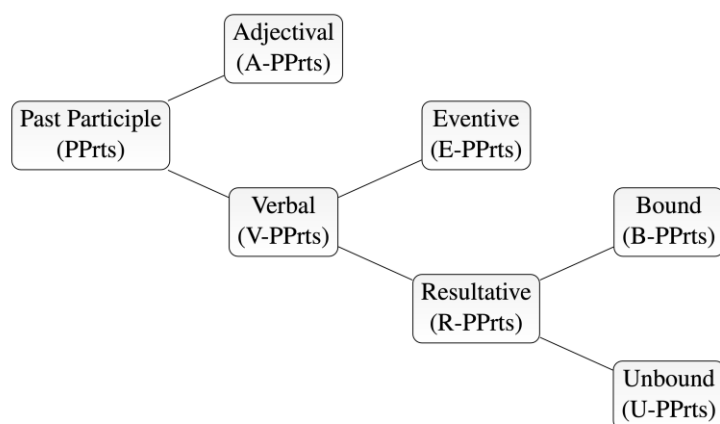 Adjectival
(A-PPrts)
Past Participle
(PPrts)
Eventive
(E-PPrts)
Verbal
(V-PPrts)
Bound
(B-PPrts)
Resultative
(R-PPrts)
Unbound
(U-PPrts)